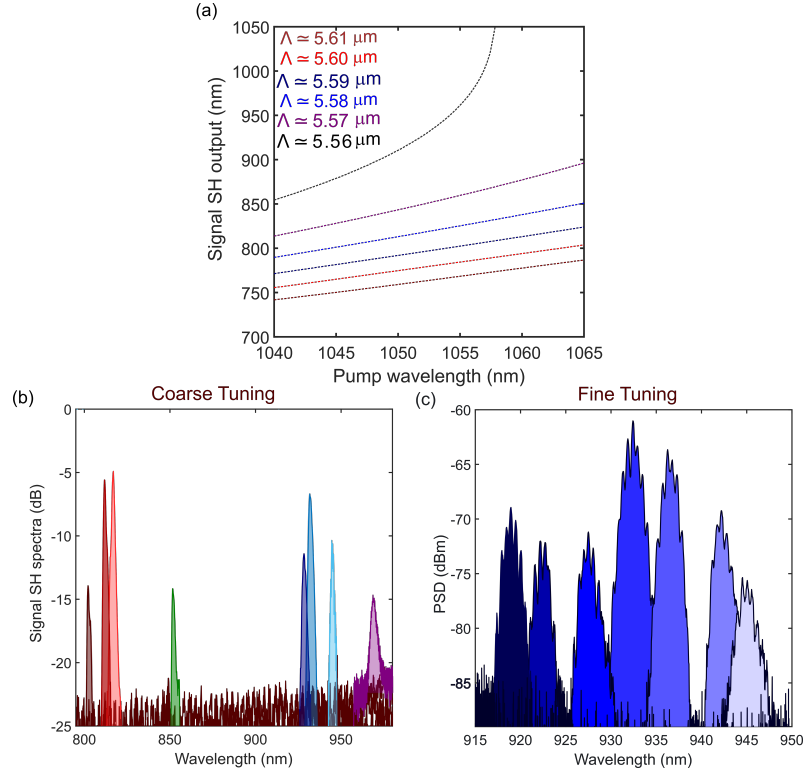 (a)
1050
1000
950
900
850
800
750
700
Signal SH output (nm)
Λ ≃ 5.61 μm
Λ ≃ 5.60 μm
Λ ≃ 5.59 μm
Λ ≃ 5.58 μm
Λ ≃ 5.57 μm
Λ ≃ 5.56 μm
1040 1045 1050 1055 1060 1065
Pump wavelength (nm)
(b)
Coarse Tuning
0
-5
-10
-15
-20
-25
Signal SH spectra (dB)
800 850 900 950
Wavelength (nm)
(c)
Fine Tuning
-60
-65
-70
-75
-80
-85
PSD (dBm)
915 920 925 930 935 940 945 950
Wavelength (nm)